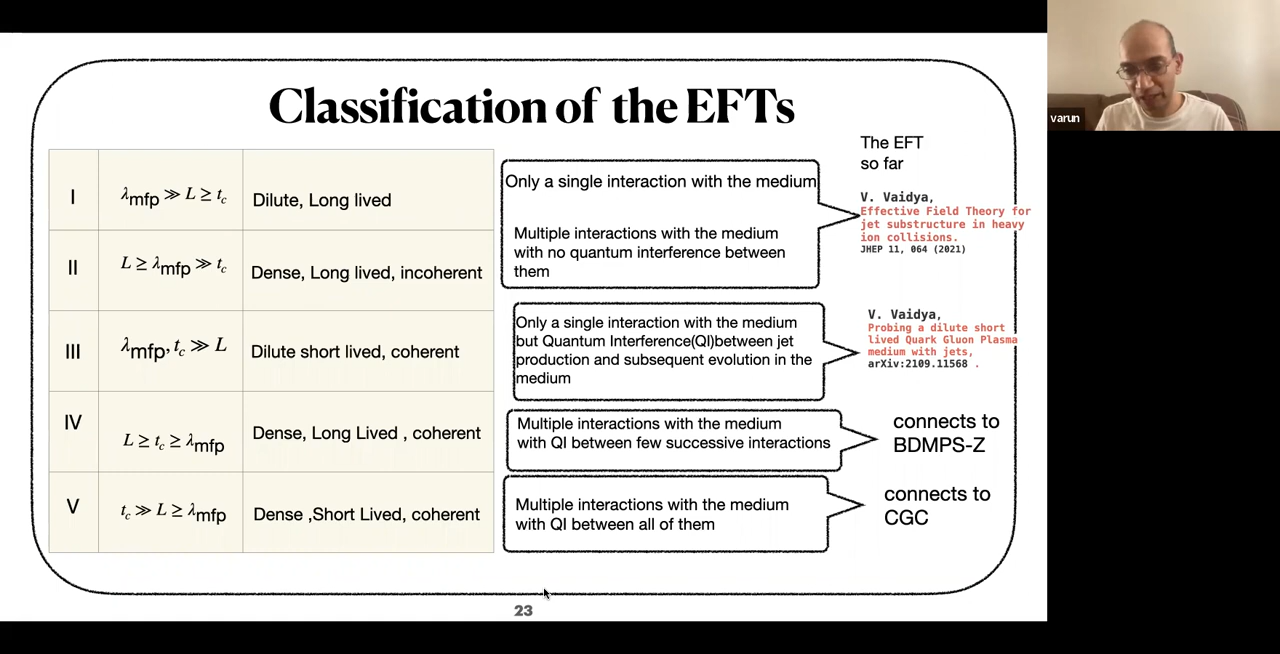 Classification of the EFTs
varun
The EFT
so far
I
λmfp ≫ L ≥ tc
Dilute, Long lived
Only a single interaction with the medium
Multiple interactions with the medium
with no quantum interference between
them
V. Vaidya,
Effective Field Theory for
jet substructure in heavy
ion collisions.
JHEP 11, 064 (2021)
II
L ≥ λmfp ≫ tc
Dense, Long lived, incoherent
III
λmfp, tc ≫ L
Dilute short lived, coherent
Only a single interaction with the medium
but Quantum Interference(QI)between jet
production and subsequent evolution in the
medium
V. Vaidya,
Probing a dilute short
lived Quark Gluon Plasma
medium with jets,
arXiv:2109.11568 .
IV
L ≥ tc ≥ λmfp
Dense, Long Lived , coherent
Multiple interactions with the medium
with QI between few successive interactions
connects to
BDMPS-Z
V
tc ≫ L ≥ λmfp
Dense ,Short Lived, coherent
Multiple interactions with the medium
with QI between all of them
connects to
CGC
23